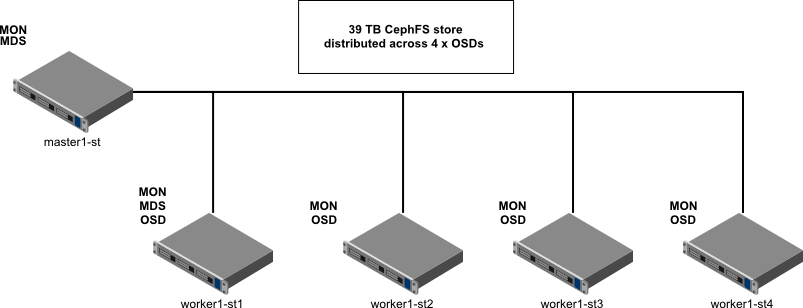 MON
MDS
39 TB CephFS store
distributed across 4 x OSDs
master1-st
MON
MDS
OSD
MON
OSD
MON
OSD
MON
OSD
worker1-st1
worker1-st2
worker1-st3
worker1-st4